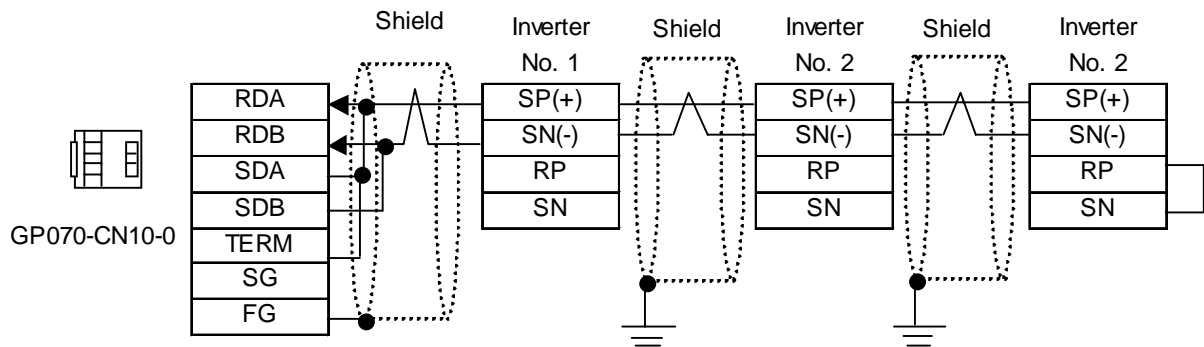 Shield
Inverter
No. 1
Shield
Inverter
No. 2
Shield
Inverter
No. 2
GP070-CN10-0
RDA
RDB
SDA
SDB
TERM
SG
FG
SP(+)
SN(-)
RP
SN
SP(+)
SN(-)
RP
SN
SP(+)
SN(-)
RP
SN